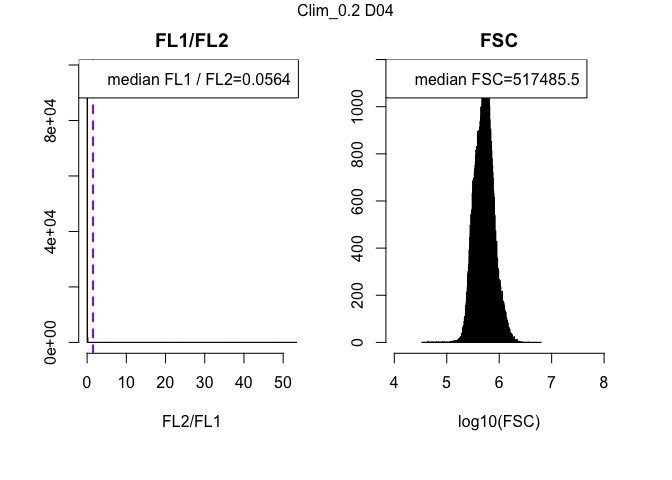 Clim_0.2 D04
FL1/FL2
median FL1 / FL2=0.0564
0e+00
4e+04
8e+04
0 10 20 30 40 50
FL2/FL1
FSC
median FSC=517485.5
0
200
400
600
800
1000
4 5 6 7 8
log10(FSC)